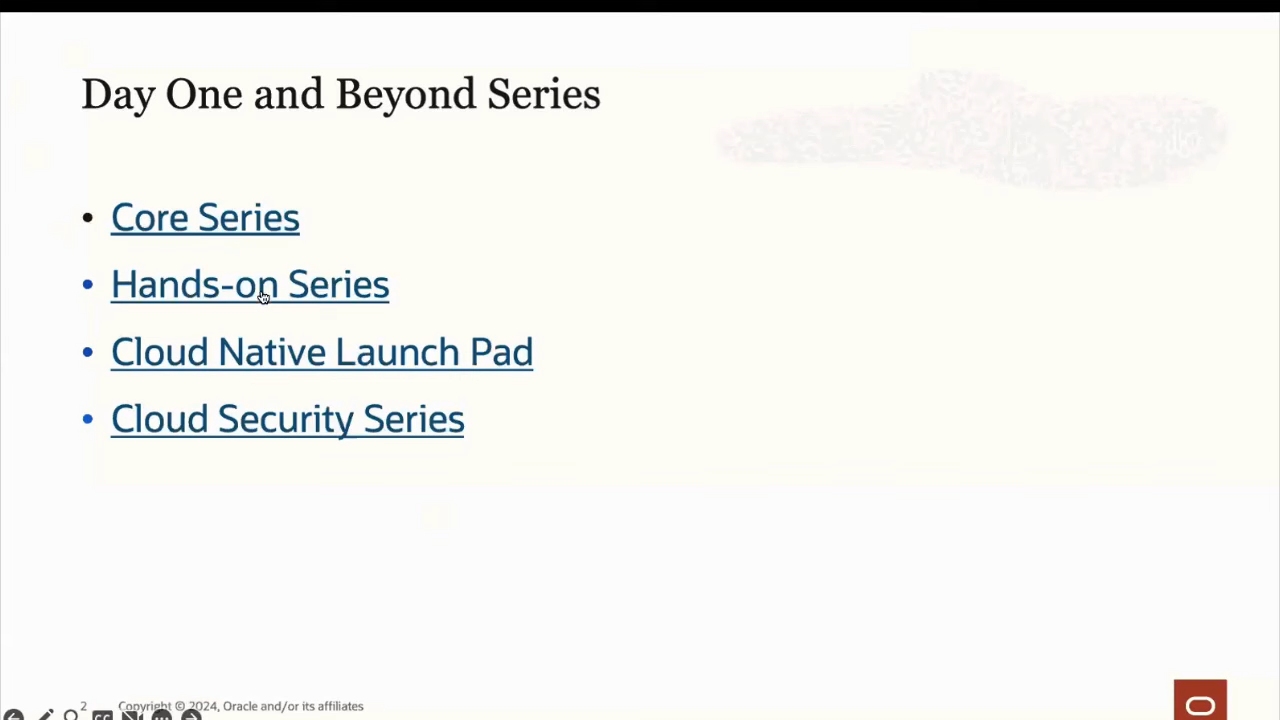 Day One and Beyond Series
• Core Series
• Hands-on Series
• Cloud Native Launch Pad
• Cloud Security Series
2 Copyright © 2024, Oracle and/or its affiliates
CC